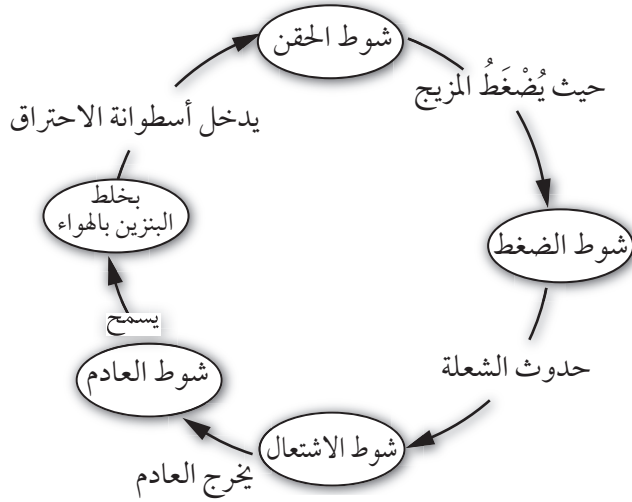 شوط الحقن
حيث يُضْغَطُ المزيج
شوط الضغط
حدوث الشعلة
شوط الاشتعال
يخرج العادم
شوط العادم
يسمح
بخلط
البنزين بالهواء
يدخل أسطوانة الاحتراق